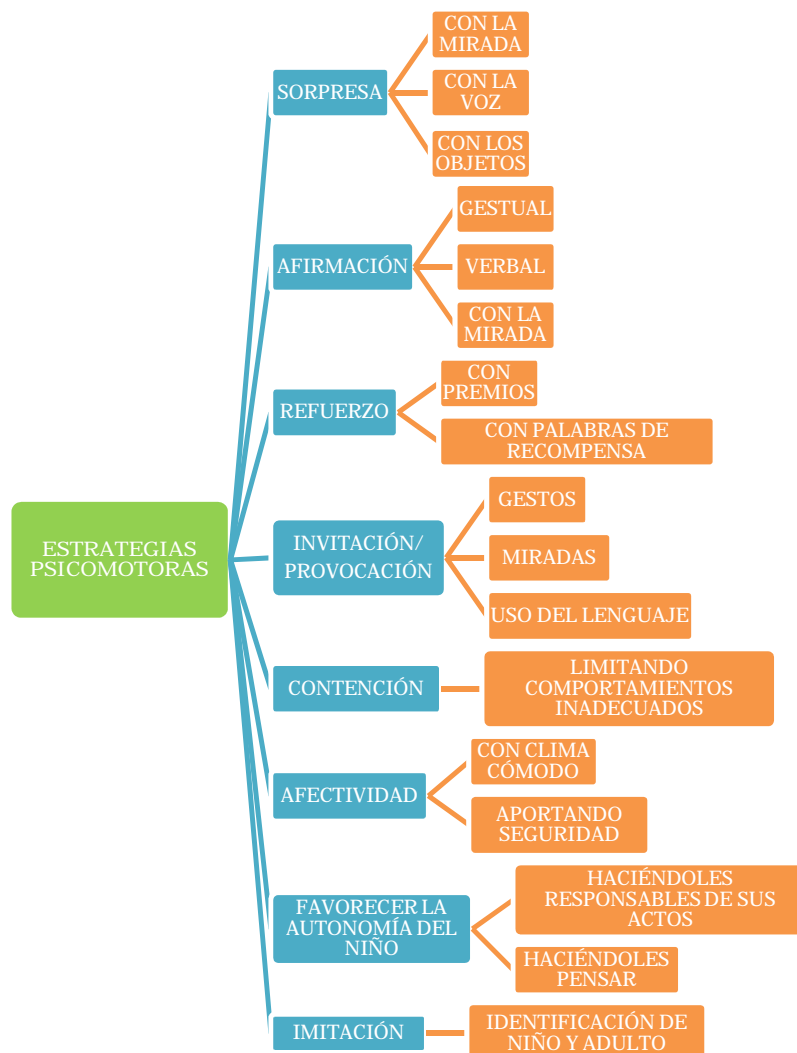 CON LA
MIRADA
SORPRESA
CON LA
VOZ
CON LOS
OBJETOS
GESTUAL
AFIRMACIÓN
VERBAL
CON LA
MIRADA
CON
PREMIOS
REFUERZO
CON PALABRAS DE
RECOMPENSA
ESTRATEGIAS
PSICOMOTORAS
GESTOS
INVITACIÓN/
PROVOCACIÓN
MIRADAS
USO DEL LENGUAJE
CONTENCIÓN
LIMITANDO
COMPORTAMIENTOS
INADECUADOS
CON CLIMA
CÓMODO
AFECTIVIDAD
APORTANDO
SEGURIDAD
FAVORECER LA
AUTONOMÍA DEL
NIÑO
HACIÉNDOLES
RESPONSABLES DE SUS
ACTOS
HACIÉNDOLES
PENSAR
IMITACIÓN
IDENTIFICACIÓN DE
NIÑO Y ADULTO